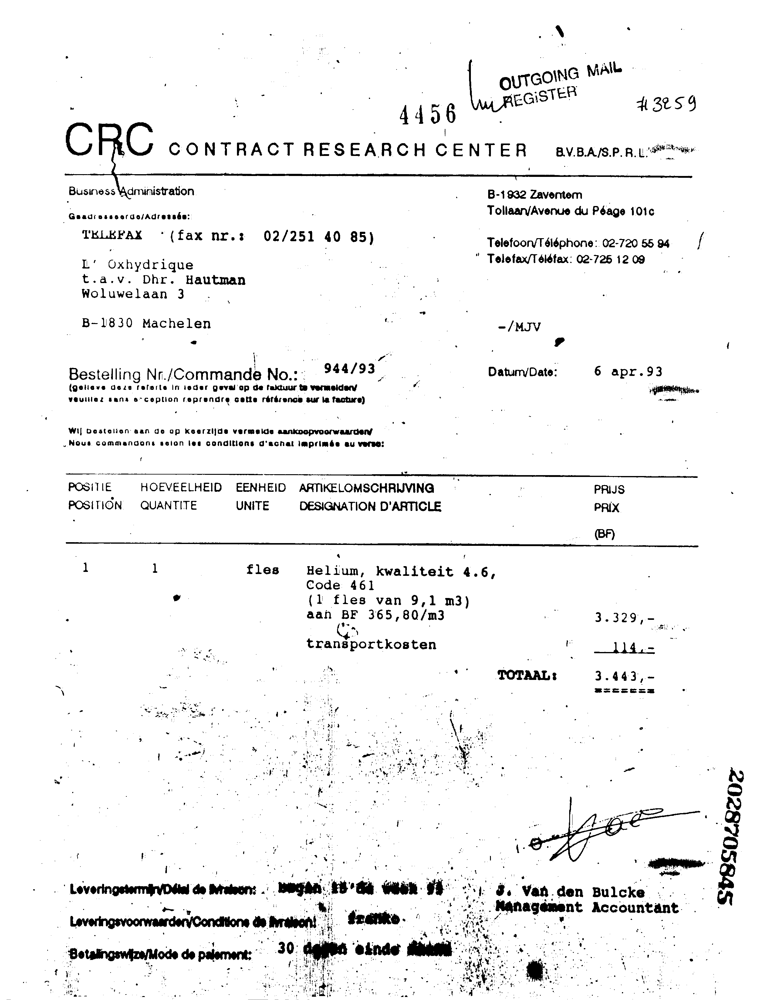 OUTGOING MAIL
REGISTER
4456
#3259
CRC CONTRACT RESEARCH CENTER B.V.B.A./S.P.R.L.
Business Administration
B-1932 Zaventem
Geadresseerde/Adressée:
Tollaan/Avenue du Péage 101c
TELEFAX (fax nr.: 02/251 40 85)
Telefoon/Téléphone: 02-720 55 94
Telefax/Téléfax: 02-725 12 09
L' Oxhydrique
t.a.v. Dhr. Hautman
Woluwelaan 3
B-1830 Machelen
-/MJV
Bestelling Nr./Commande No.: 944/93
Datum/Date: 6 apr.93
(gelieve deze referte in ieder geval op de faktuur te vermelden/
veuillez sans exception reprendre cette référence sur la facture)
Wij bestellen aan de op keerzijde vermelde aankoopvoorwaarden/
Nous commandons selon les conditions d'achat imprimés au verso:
POSITIE HOEVEELHEID EENHEID ARTIKELOMSCHRIJVING PRIJS
POSITION QUANTITE UNITE DESIGNATION D'ARTICLE PRIX
(BF)
1 1 fles Helium, kwaliteit 4.6,
Code 461
(1 fles van 9,1 m3)
aan BF 365,80/m3 3.329,-
transportkosten 114,-
TOTAAL: 3.443,-
=======
2028705845
Leveringstermijn/Délai de livraison:
J. Van den Bulcke
Management Accountant
Leveringsvoorwaarden/Conditions de livraison: franko
Betalingswijze/Mode de paiement: 30 dagen einde